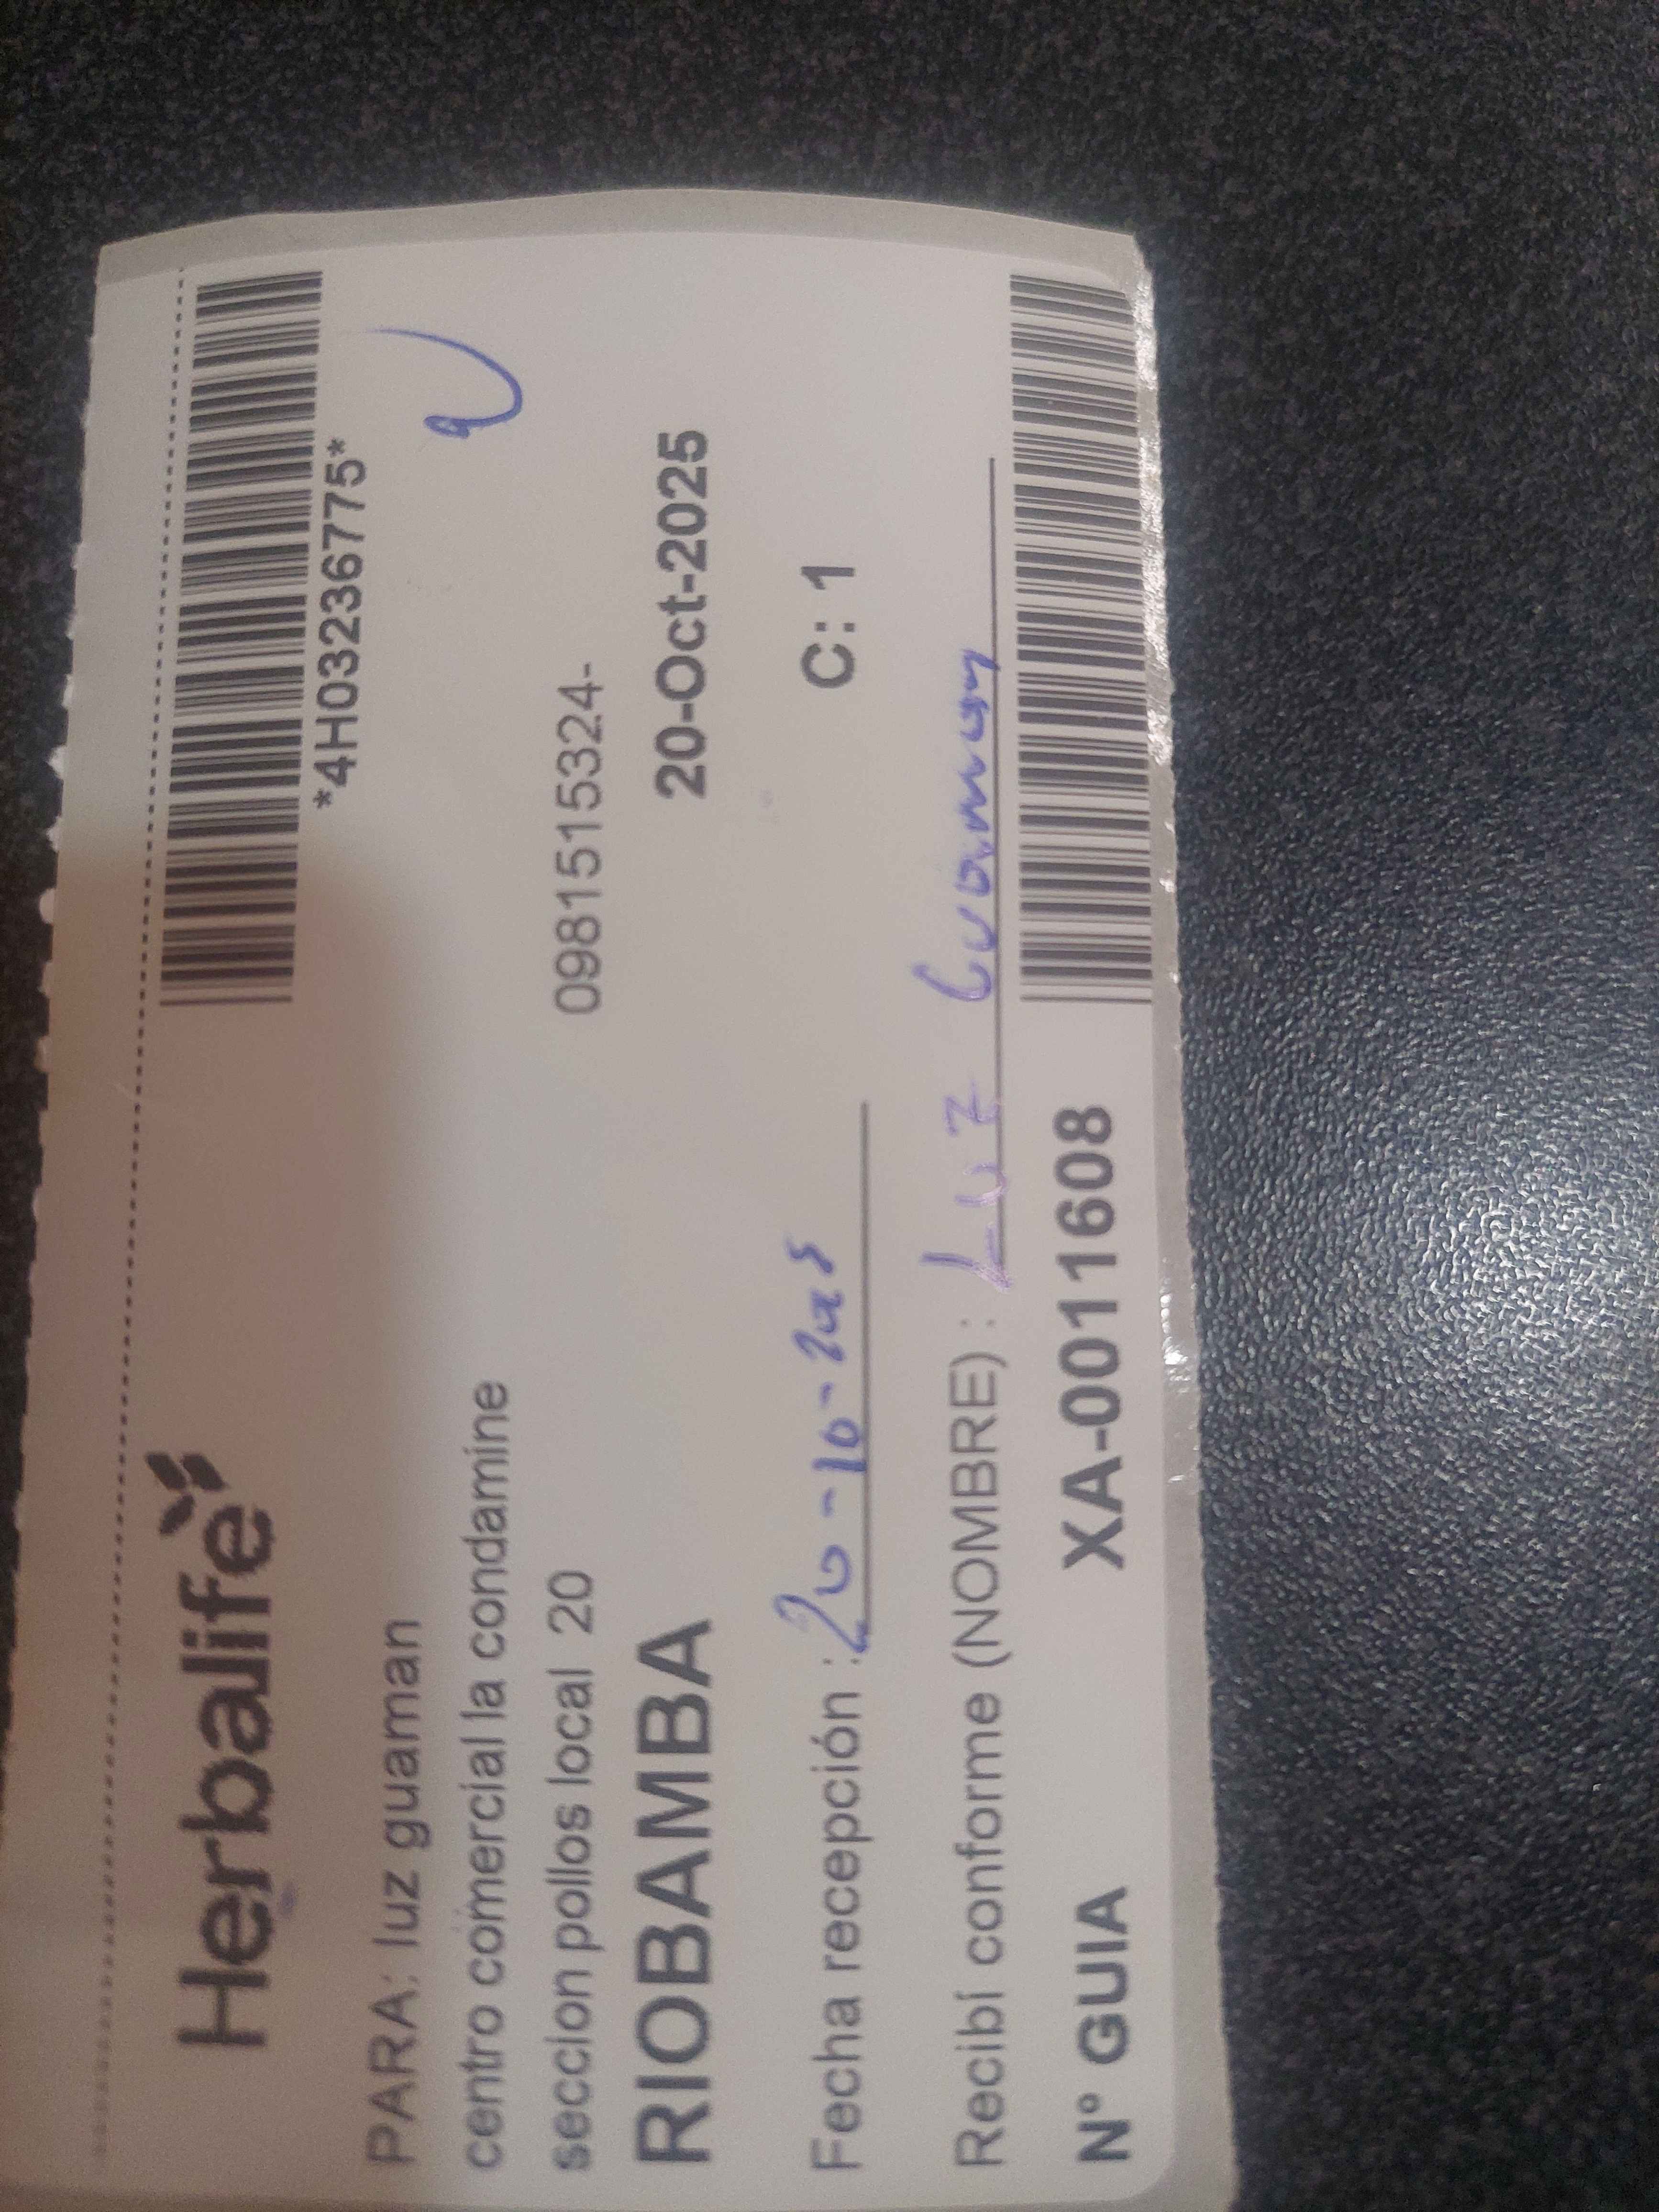 Herbalife
*4H03236775*
PARA: luz guaman
centro comercial la condamine
seccion pollos local 20 0981515324-
RIOBAMBA 20-Oct-2025
Fecha recepción : 20-10-2025 C: 1
Recibí conforme (NOMBRE) : Luz Guaman
N° GUIA XA-0011608